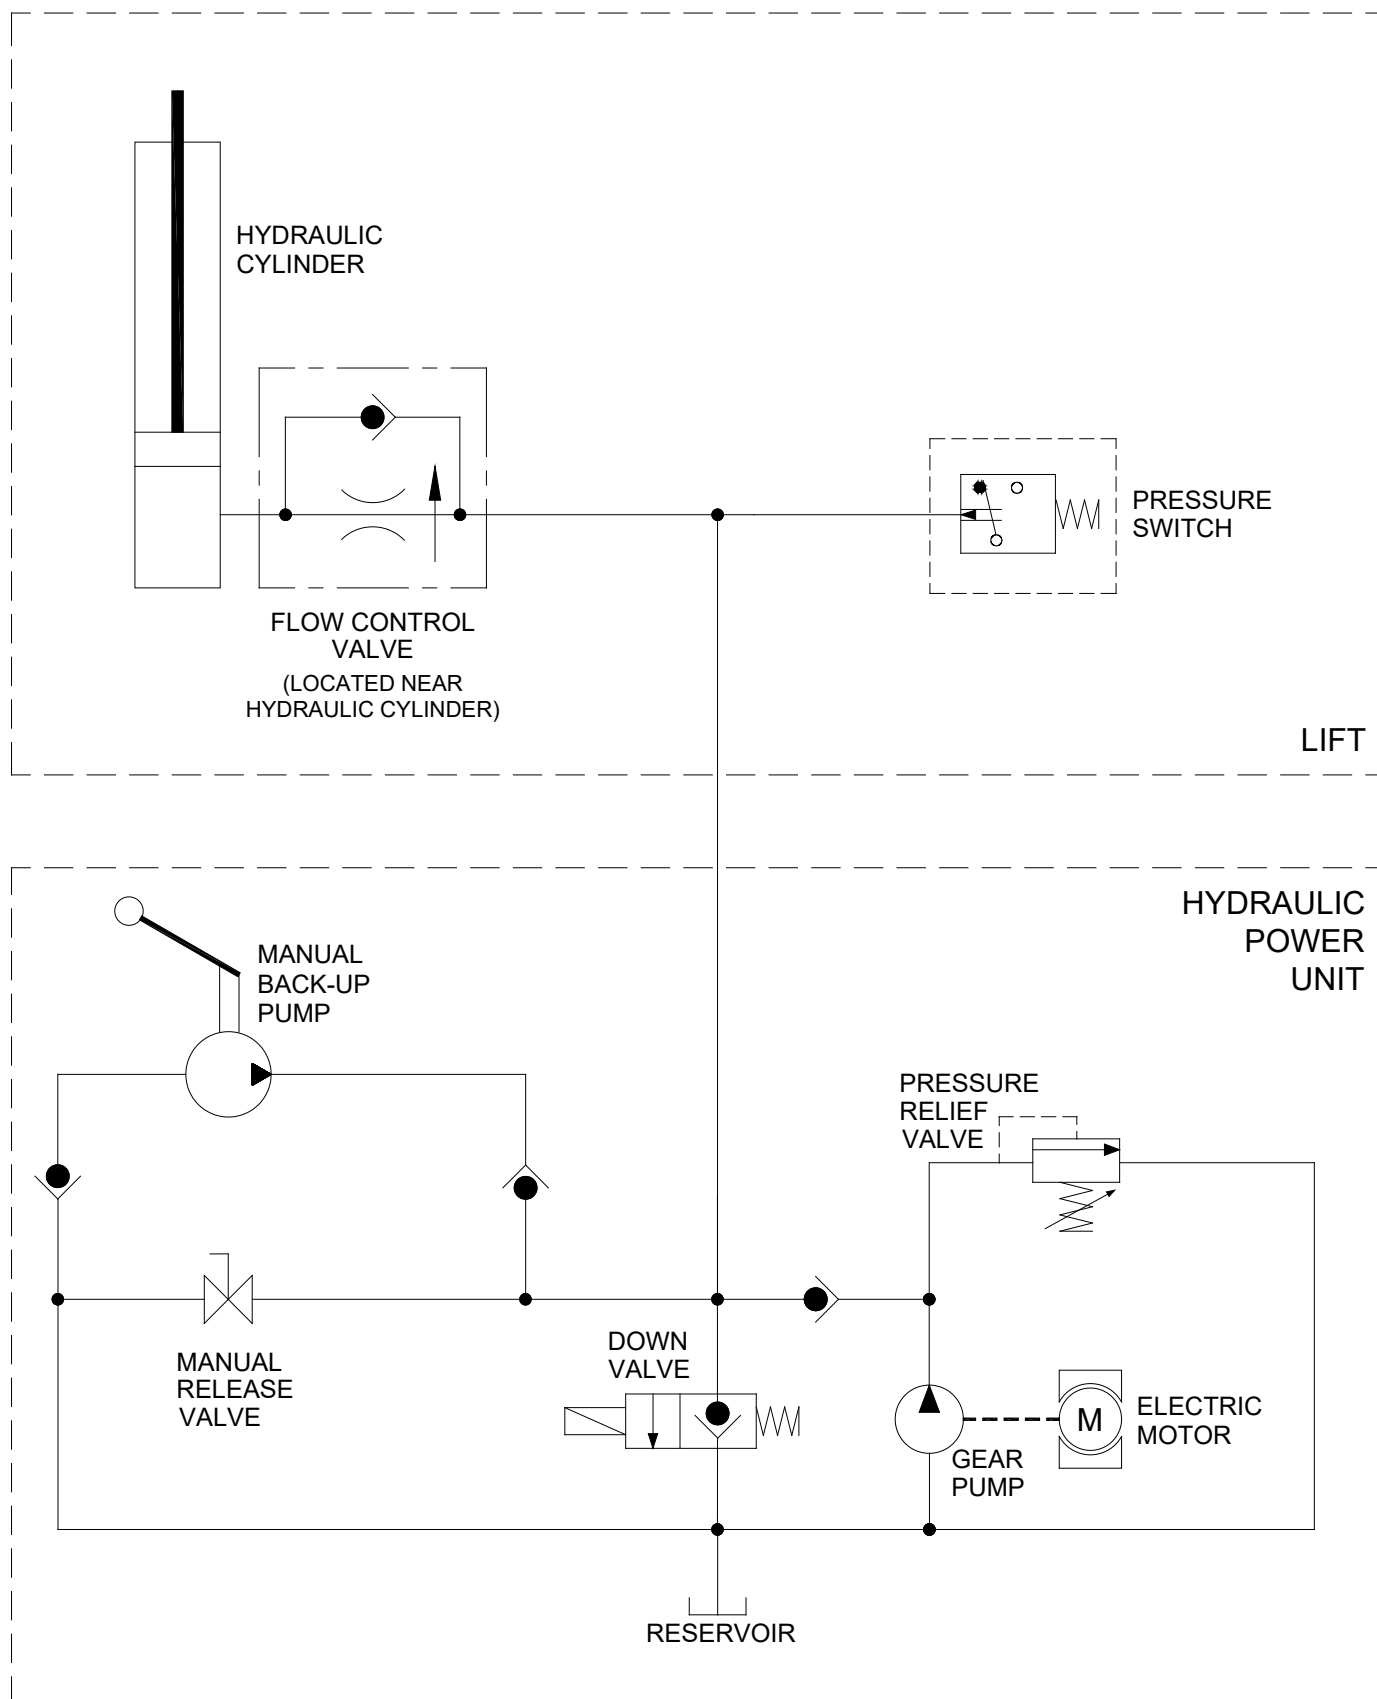 HYDRAULIC
CYLINDER
PRESSURE
SWITCH
FLOW CONTROL
VALVE
(LOCATED NEAR
HYDRAULIC CYLINDER)
LIFT
HYDRAULIC
POWER
UNIT
MANUAL
BACK-UP
PUMP
PRESSURE
RELIEF
VALVE
MANUAL
RELEASE
VALVE
DOWN
VALVE
M
ELECTRIC
MOTOR
GEAR
PUMP
RESERVOIR